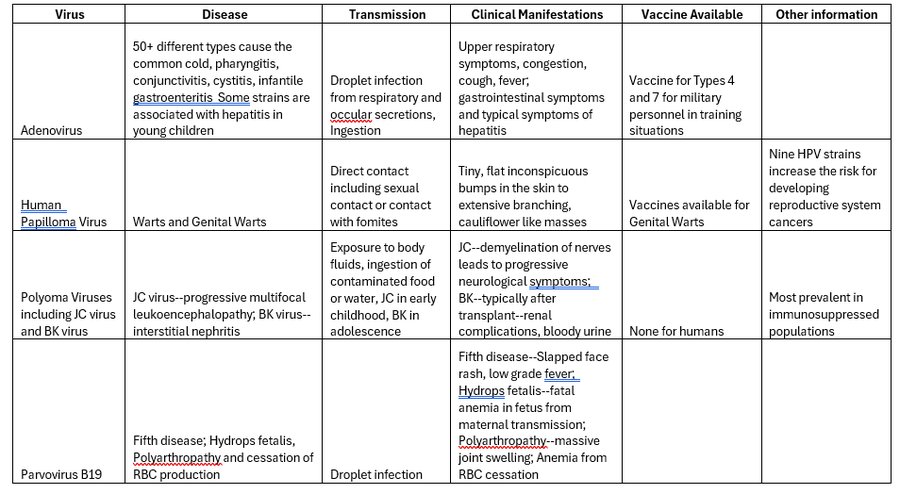 Virus Disease Transmission Clinical Manifestations Vaccine Available Other information
Adenovirus
50+ different types cause the
common cold, pharyngitis,
conjunctivitis, cystitis, infantile
gastroenteritis Some strains are
associated with hepatitis in
young children
Droplet infection
from respiratory and
occular secretions,
Ingestion
Upper respiratory
symptoms, congestion,
cough, fever;
gastrointestinal symptoms
and typical symptoms of
hepatitis
Vaccine for Types 4
and 7 for military
personnel in training
situations
Human
Papilloma Virus
Warts and Genital Warts
Direct contact
including sexual
contact or contact
with fomites
Tiny, flat inconspicuous
bumps in the skin to
extensive branching,
cauliflower like masses
Vaccines available for
Genital Warts
Nine HPV strains
increase the risk for
developing
reproductive system
cancers
Polyoma Viruses
including JC virus
and BK virus
JC virus--progressive multifocal
leukoencephalopathy; BK virus--
interstitial nephritis
Exposure to body
fluids, ingestion of
contaminated food
or water, JC in early
childhood, BK in
adolescence
JC--demyelination of nerves
leads to progressive
neurological symptoms;
BK--typically after
transplant--renal
complications, bloody urine
None for humans
Most prevalent in
immunosuppressed
populations
Parvovirus B19
Fifth disease; Hydrops fetalis,
Polyarthropathy and cessation of
RBC production
Droplet infection
Fifth disease--Slapped face
rash, low grade fever;
Hydrops fetalis--fatal
anemia in fetus from
maternal transmission;
Polyarthropathy--massive
joint swelling; Anemia from
RBC cessation